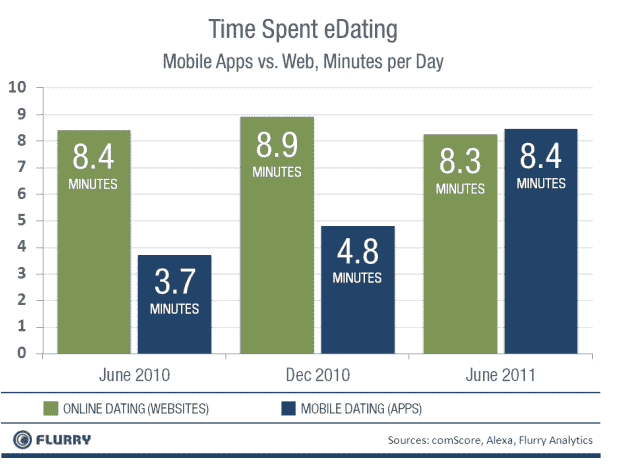 Time Spent eDating
Mobile Apps vs. Web, Minutes per Day
10
9
8
7
6
5
4
3
2
1
0
8.4
MINUTES
3.7
MINUTES
8.9
MINUTES
4.8
MINUTES
8.3
MINUTES
8.4
MINUTES
June 2010
Dec 2010
June 2011
ONLINE DATING (WEBSITES)
MOBILE DATING (APPS)
FLURRY
Sources: comScore, Alexa, Flurry Analytics